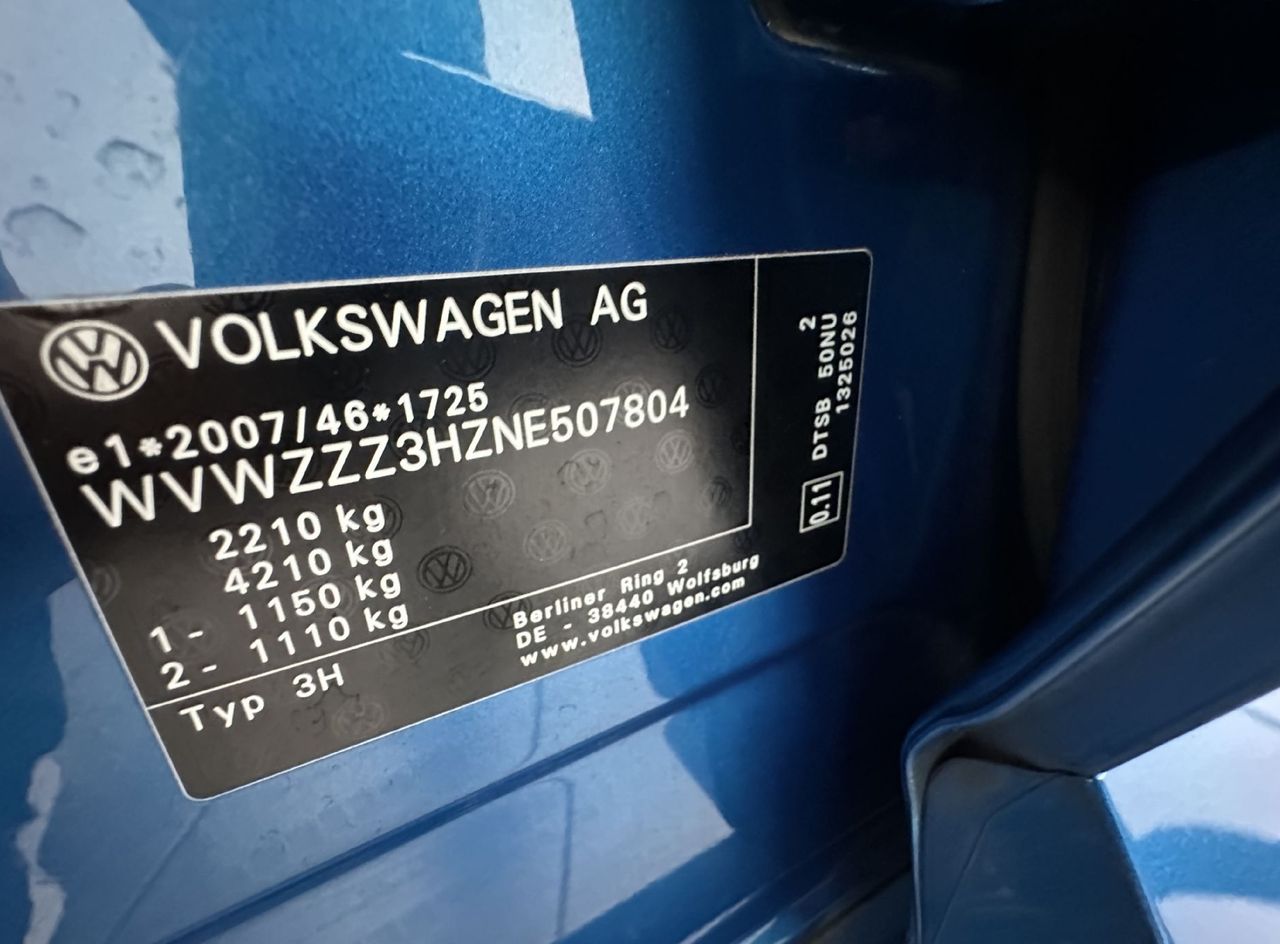 VOLKSWAGEN AG
e1*2007/46*1725
WVWZZZ3HZNE507804
2210 kg
4210 kg
1 - 1150 kg
2 - 1110 kg
Typ 3H
Berliner Ring 2
DE - 38440 Wolfsburg
www.volkswagen.com
2
0.11 DTSB 50NU
1325026